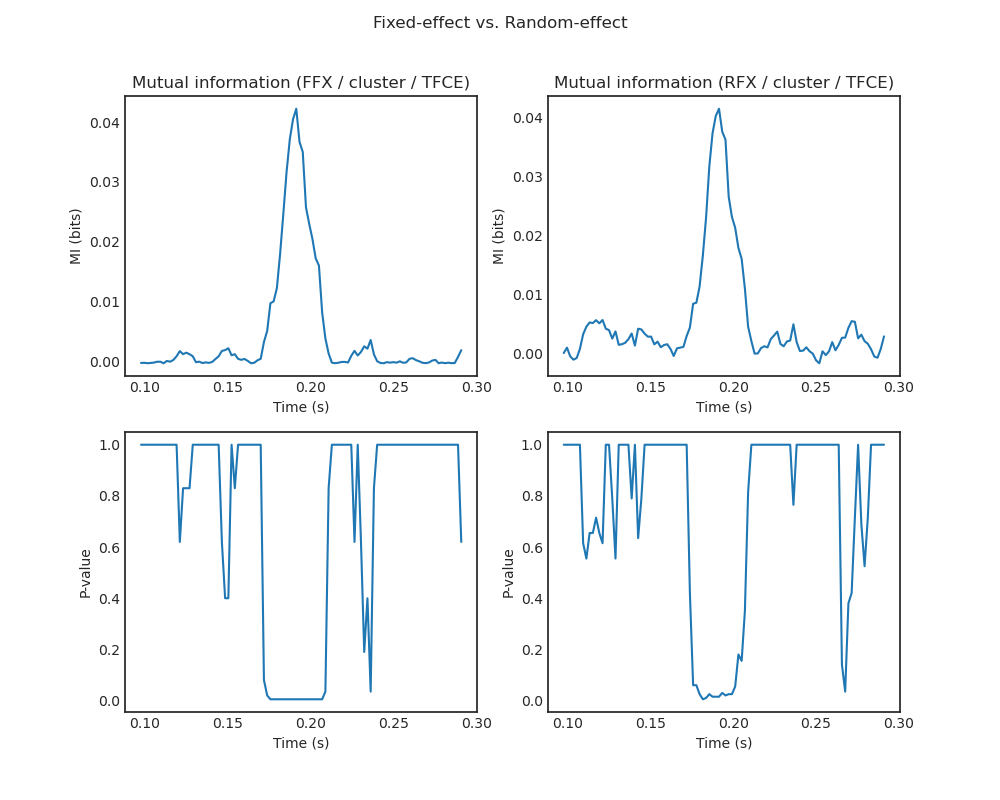 Fixed-effect vs. Random-effect
Mutual information (FFX / cluster / TFCE)
MI (bits)
0.04
0.03
0.02
0.01
0.00
0.10 0.15 0.20 0.25 0.30
Time (s)
Mutual information (RFX / cluster / TFCE)
MI (bits)
0.04
0.03
0.02
0.01
0.00
0.10 0.15 0.20 0.25 0.30
Time (s)
P-value
1.0
0.8
0.6
0.4
0.2
0.0
0.10 0.15 0.20 0.25 0.30
Time (s)
P-value
1.0
0.8
0.6
0.4
0.2
0.0
0.10 0.15 0.20 0.25 0.30
Time (s)